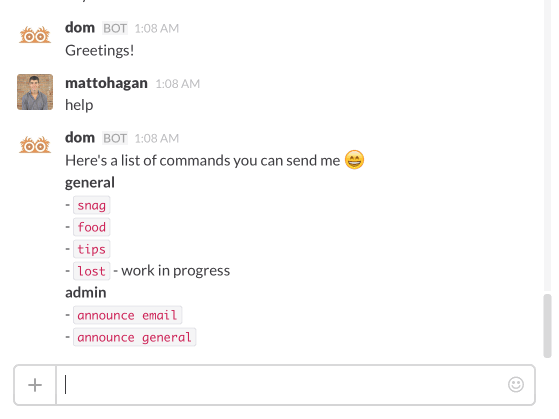 dom BOT 1:08 AM
Greetings!
mattohagan 1:08 AM
help
dom BOT 1:08 AM
Here's a list of commands you can send me 😄
general
- snag
- food
- tips
- lost - work in progress
admin
- announce email
- announce general